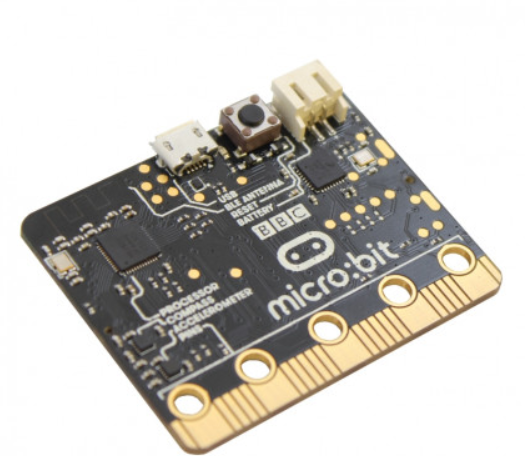 USB
BLE ANTENNA
RESET
BATTERY
BBC
micro:bit
PROCESSOR
COMPASS
ACCELEROMETER
PINS